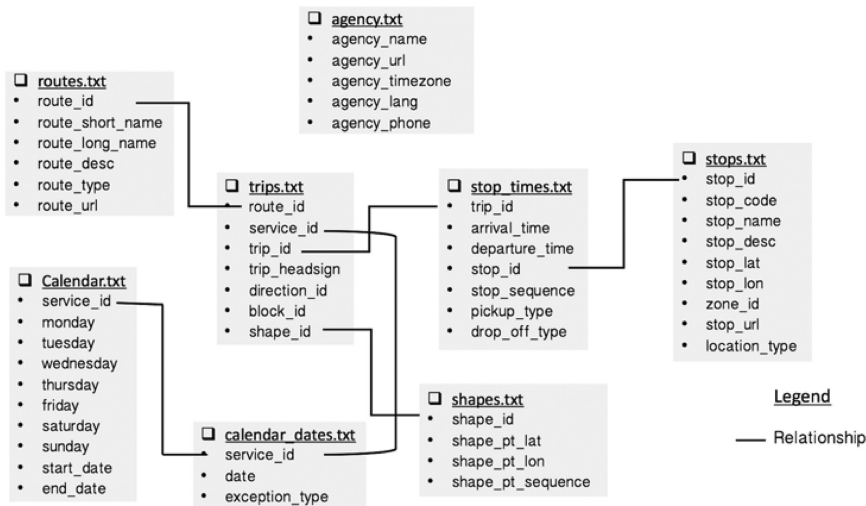 agency.txt
agency_name
agency_url
agency_timezone
agency_lang
agency_phone
routes.txt
route_id
route_short_name
route_long_name
route_desc
route_type
route_url
trips.txt
route_id
service_id
trip_id
trip_headsign
direction_id
block_id
shape_id
stop_times.txt
trip_id
arrival_time
departure_time
stop_id
stop_sequence
pickup_type
drop_off_type
stops.txt
stop_id
stop_code
stop_name
stop_desc
stop_lat
stop_lon
zone_id
stop_url
location_type
Calendar.txt
service_id
monday
tuesday
wednesday
thursday
friday
saturday
sunday
start_date
end_date
calendar_dates.txt
service_id
date
exception_type
shapes.txt
shape_id
shape_pt_lat
shape_pt_lon
shape_pt_sequence
Legend
Relationship